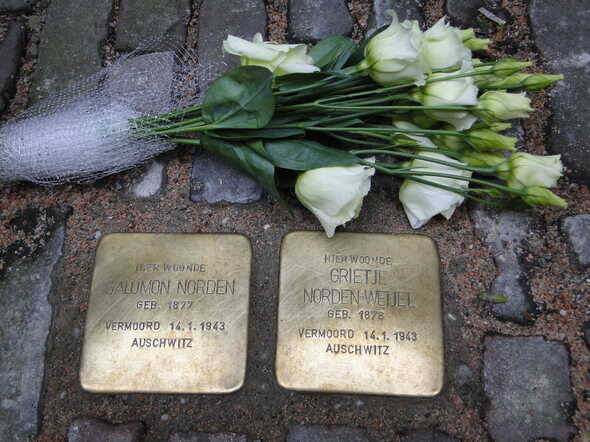 HIER WOONDE
SALOMON NORDEN
GEB. 1877
VERMOORD 14.1.1943
AUSCHWITZ
HIER WOONDE
GRIETJE
NORDEN-WEIJEL
GEB. 1878
VERMOORD 14.1.1943
AUSCHWITZ